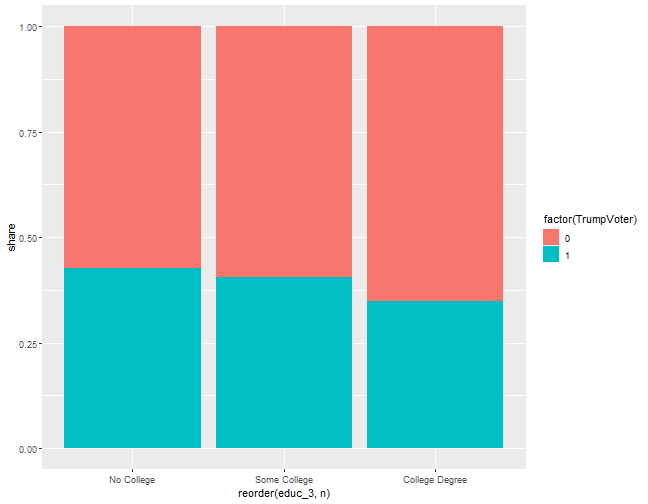 1.00
0.75
0.50
0.25
0.00
share
No College
Some College
College Degree
reorder(educ_3, n)
factor(TrumpVoter)
0
1